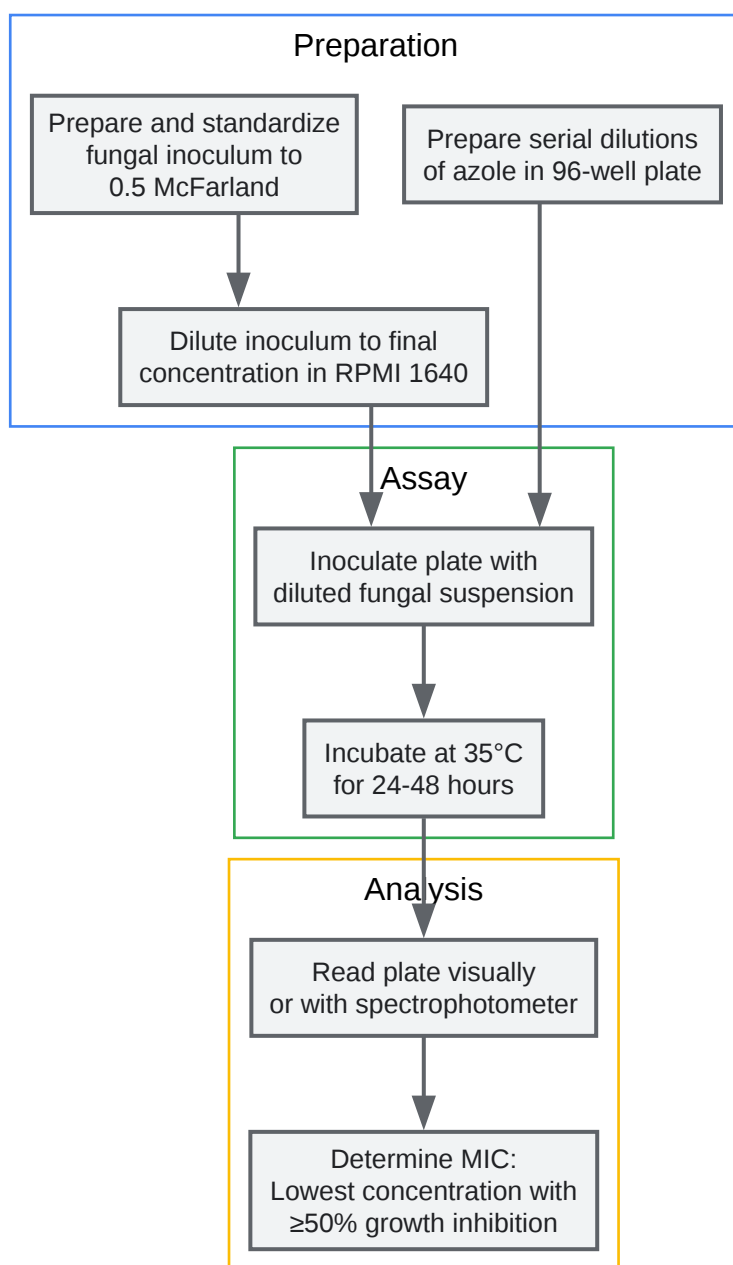 Preparation
Prepare and standardize
fungal inoculum to
0.5 McFarland
Prepare serial dilutions
of azole in 96-well plate
Dilute inoculum to final
concentration in RPMI 1640
Assay
Inoculate plate with
diluted fungal suspension
Incubate at 35°C
for 24-48 hours
Analysis
Read plate visually
or with spectrophotometer
Determine MIC:
Lowest concentration with
≥50% growth inhibition